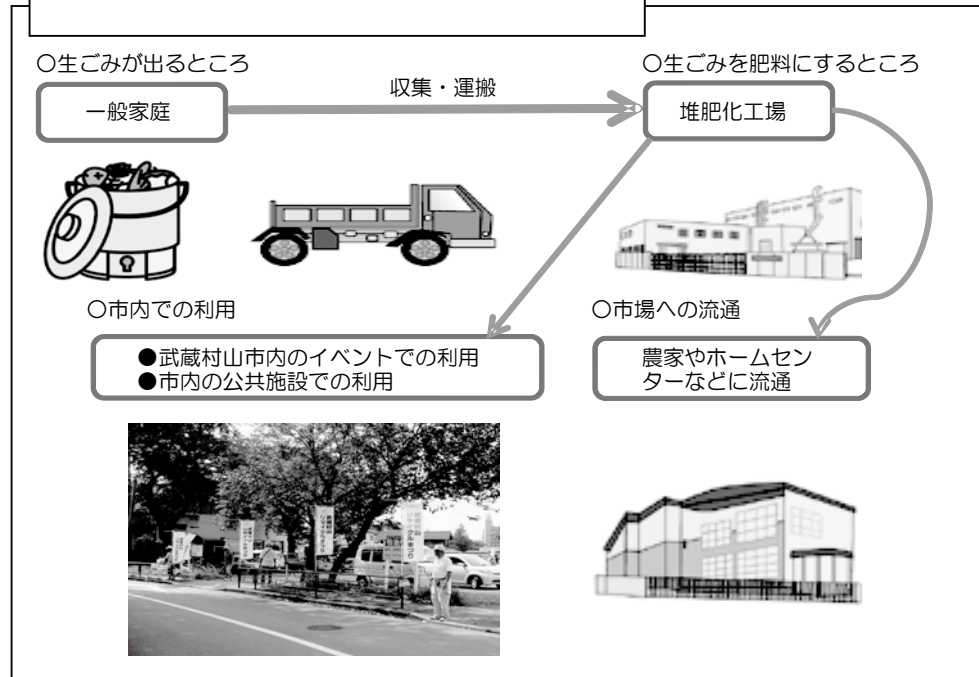 〇生ごみが出るところ
〇生ごみを肥料にするところ
収集・運搬
一般家庭
堆肥化工場
〇市内での利用
〇市場への流通
●武蔵村山市内のイベントでの利用
●市内の公共施設での利用
農家やホームセン
ターなどに流通